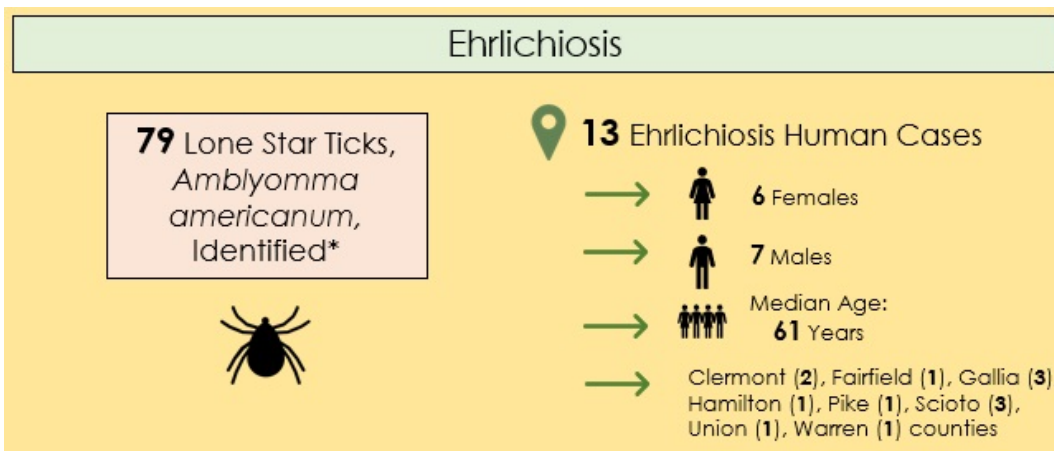 Ehrlichiosis
79 Lone Star Ticks,
Amblyomma
americanum,
Identified*
13 Ehrlichiosis Human Cases
6 Females
7 Males
Median Age:
61 Years
Clermont (2), Fairfield (1), Gallia (3)
Hamilton (1), Pike (1), Scioto (3),
Union (1), Warren (1) counties